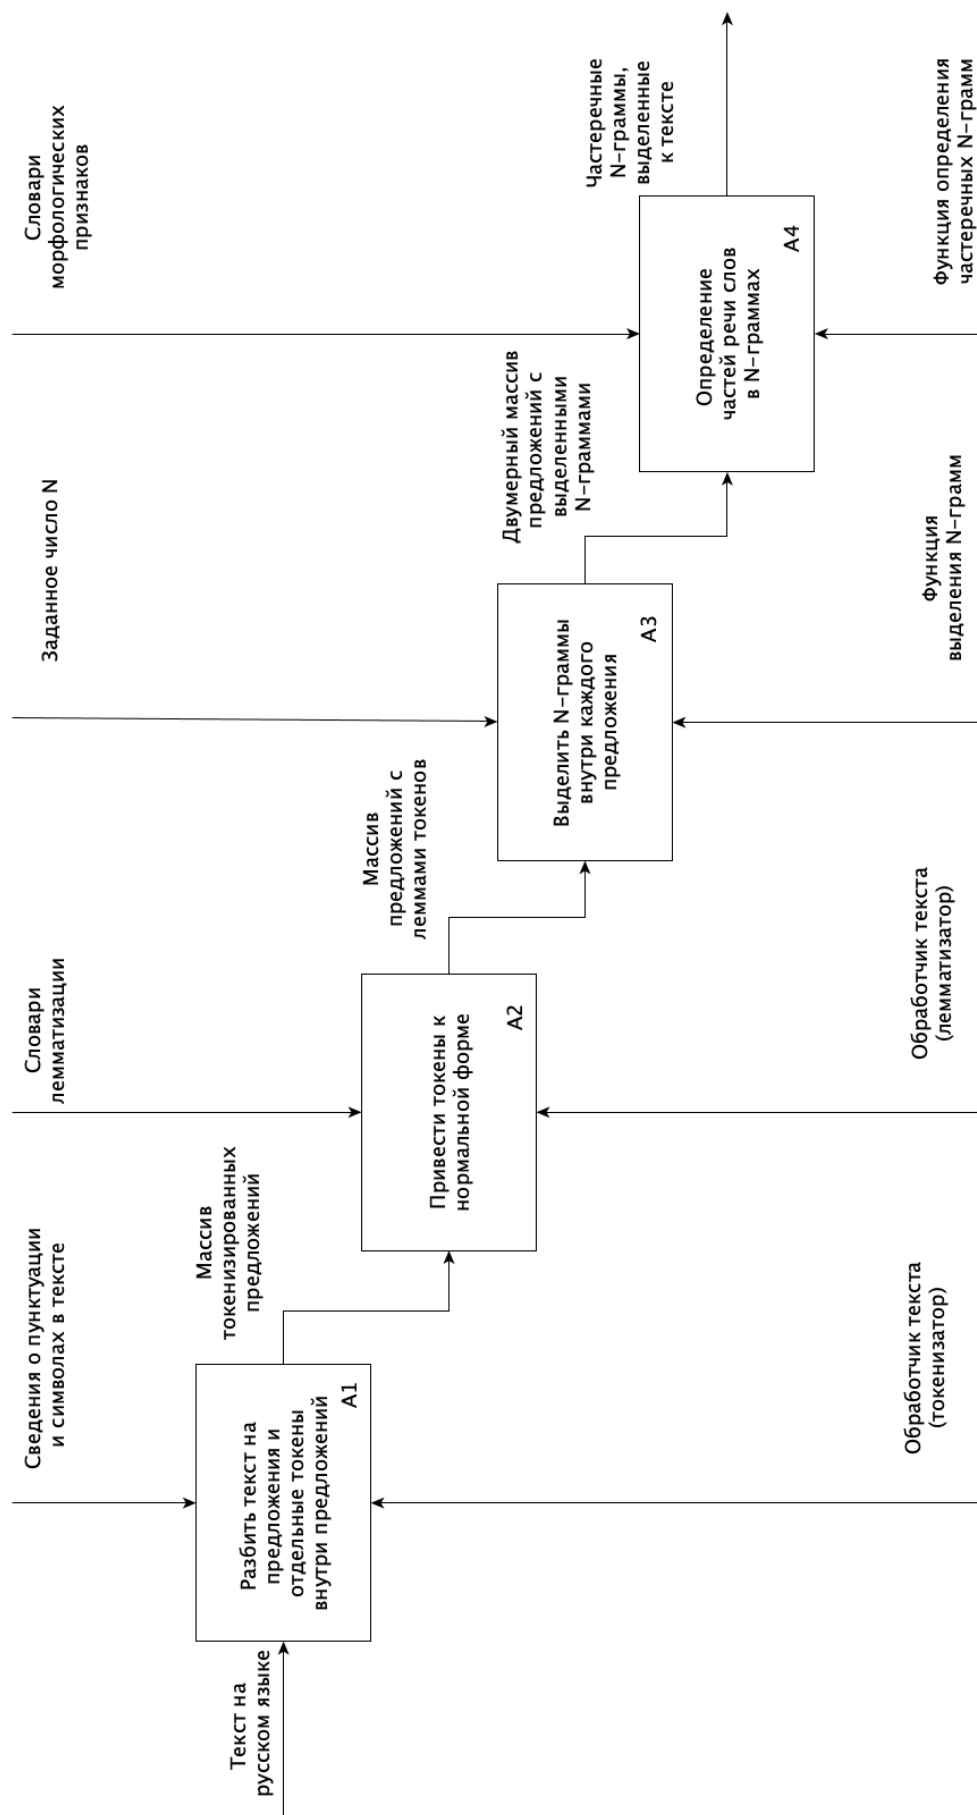 Сведения о пунктуации
и символах в тексте
Словари
лемматизации
Заданное число N
Словари
морфологических
признаков
Текст на
русском языке
Разбить текст на
предложения и
отдельные токены
внутри предложений
A1
Массив
токенизированных
предложений
Привести токены к
нормальной форме
A2
Массив
предложений с
леммами токенов
Выделить N-граммы
внутри каждого
предложения
A3
Двумерный массив
предложений с
выделенными
N-граммами
Определение
частей речи слов
в N-граммах
A4
Частеречные
N-граммы,
выделенные
к тексте
Обработчик текста
(токенизатор)
Обработчик текста
(лемматизатор)
Функция
выделения N-грамм
Функция определения
частеречных N-грамм